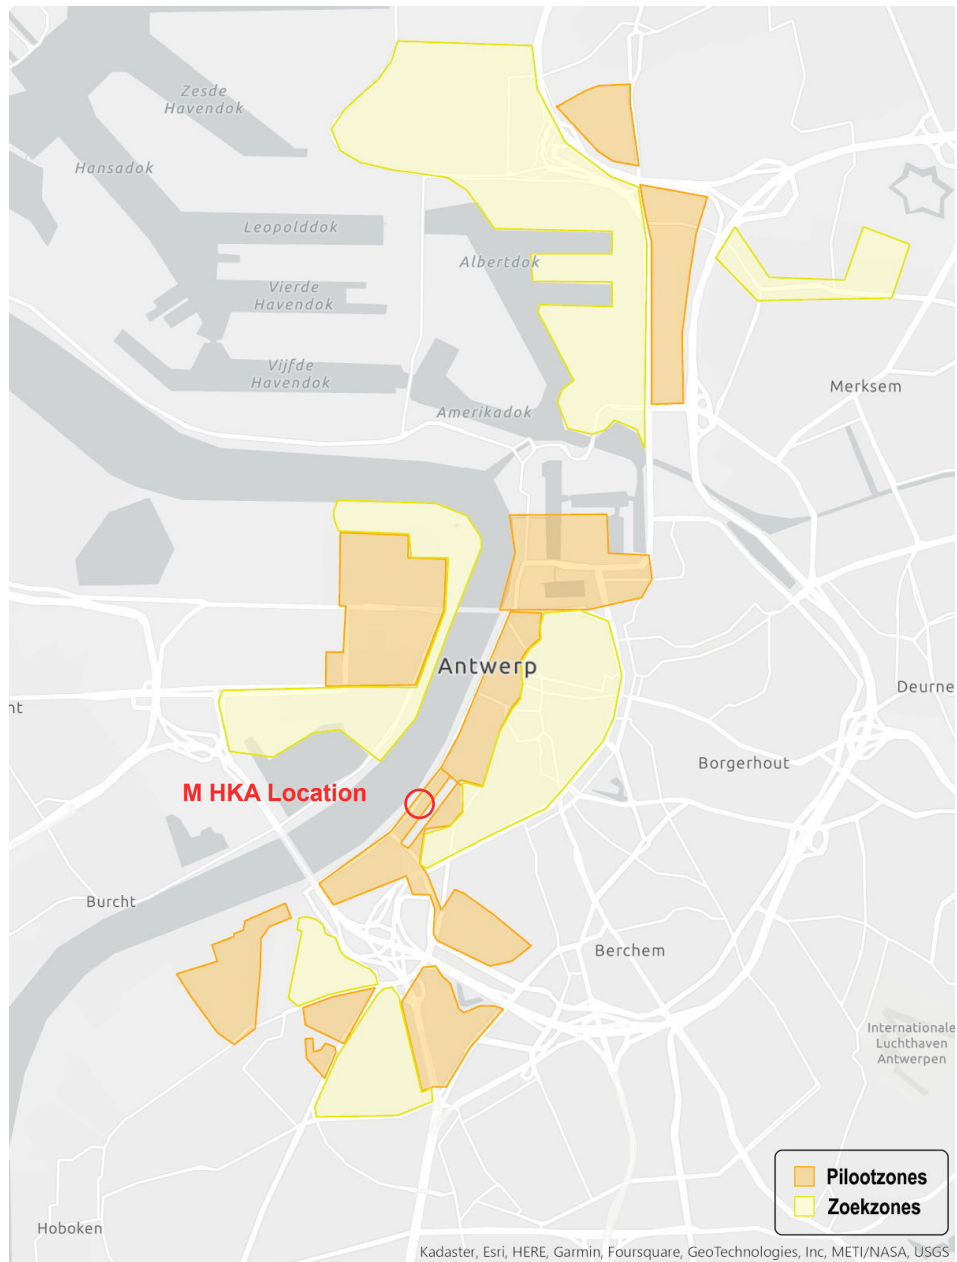 Zesde
Havendok
Hansadok
Leopolddok
Albertdok
Vierde
Havendok
Vijfde
Havendok
Merksem
Amerikadok
Antwerp
Deurne
nt
Borgerhout
M HKA Location
Burcht
Berchem
Internationale
Luchthaven
Antwerpen
Pilootzones
Zoekzones
Hoboken
Kadaster, Esri, HERE, Garmin, Foursquare, GeoTechnologies, Inc, METI/NASA, USGS